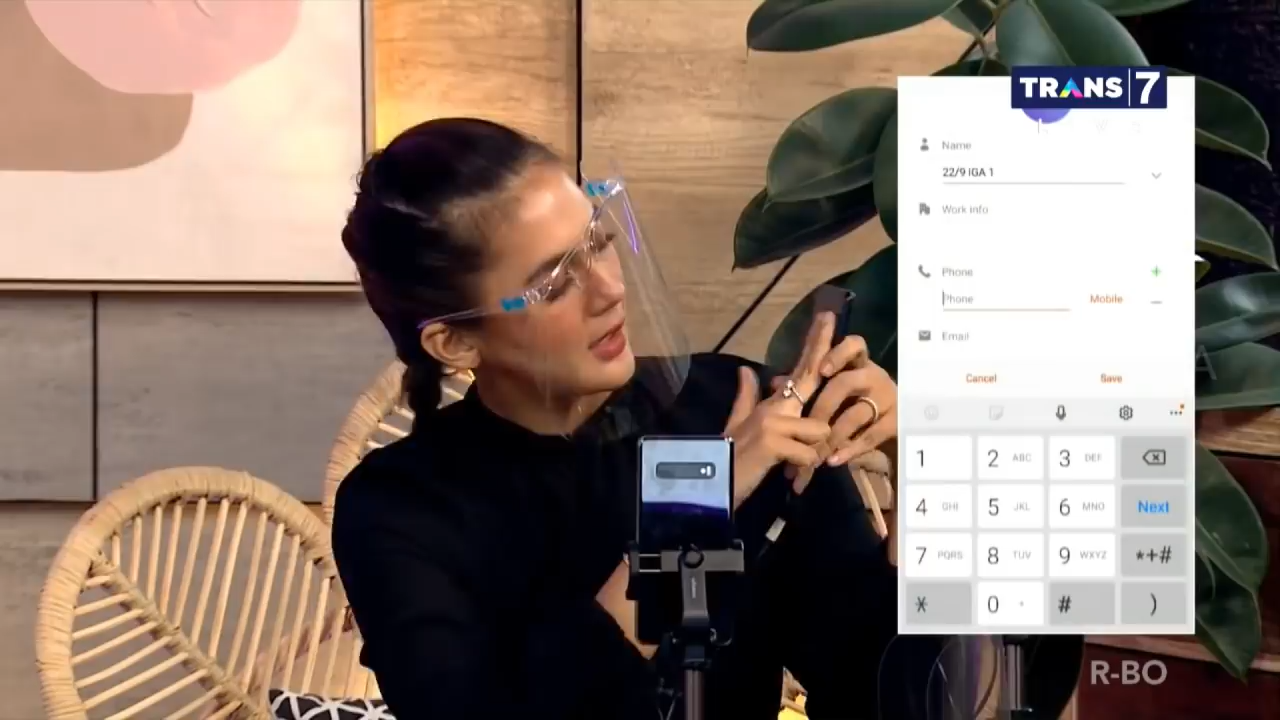 TRANS 7
Name
22/9 IGA 1
Work info
Phone
Phone
Mobile
Email
Cancel
Save
1
2 ABC
3 DEF
4 GHI
5 JKL
6 MNO
Next
7 PQRS
8 TUV
9 WXYZ
*+#
*
0 +
#
)
R-BO